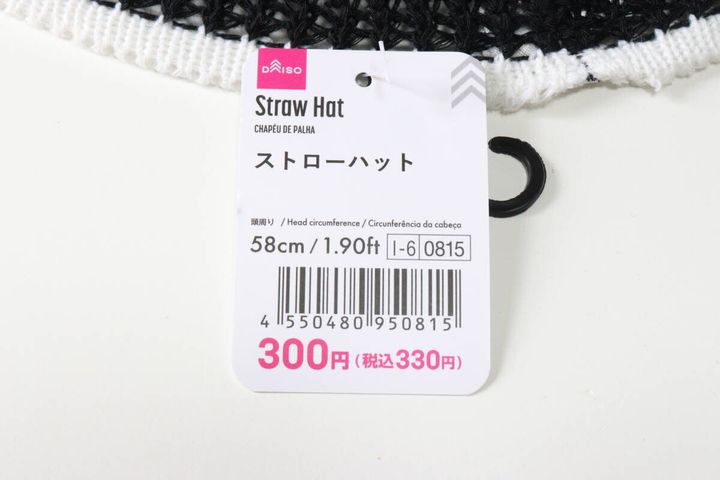 DAISO
Straw Hat
CHAPÉU DE PALHA
ストローハット
頭周り / Head circumference / Circunferência da cabeça
58cm / 1.90ft I-6 0815
4 550480 950815
300円(税込330円)